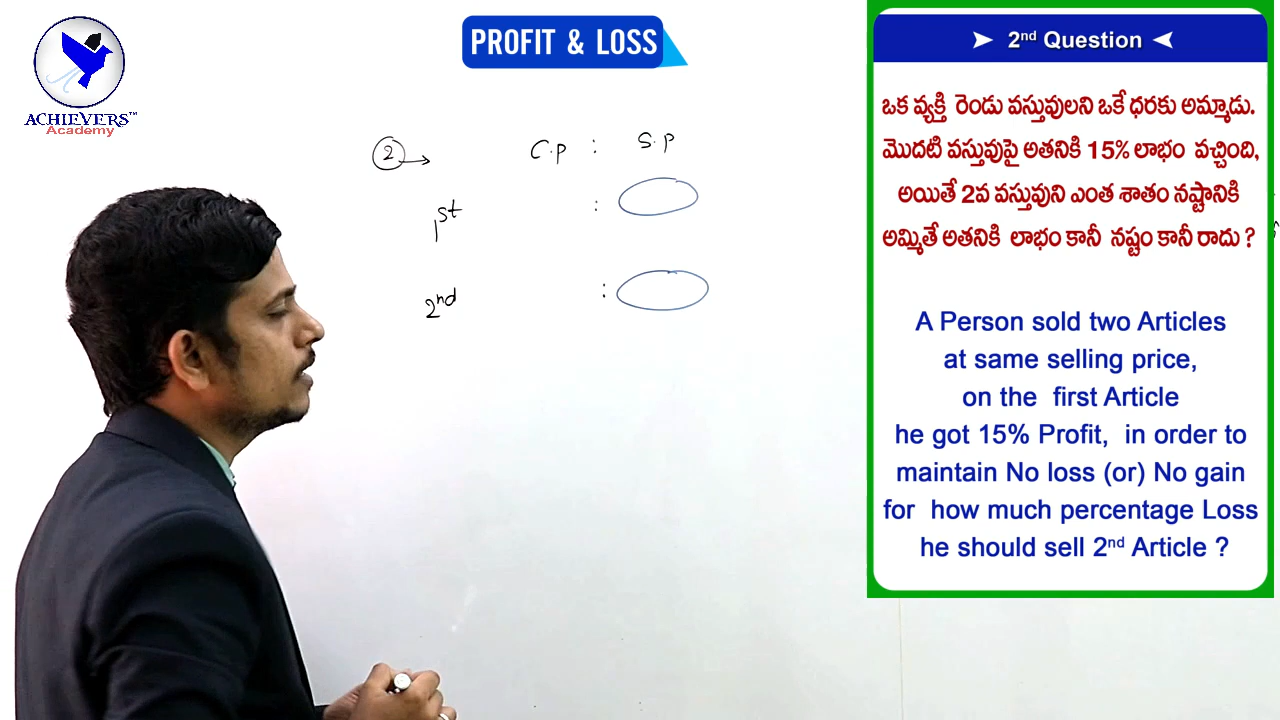 ACHIEVERS™
Academy
PROFIT & LOSS
2 →
C.P : S.P
1st :
2nd :
➤ 2nd Question ➤
ఒక వ్యక్తి రెండు వస్తువులని ఒకే ధరకు అమ్మాడు.
మొదటి వస్తువుపై అతనికి 15% లాభం వచ్చింది,
అయితే 2వ వస్తువుని ఎంత శాతం నష్టానికి
అమ్మితే అతనికి లాభం కానీ నష్టం కానీ రాదు ?
A Person sold two Articles
at same selling price,
on the first Article
he got 15% Profit, in order to
maintain No loss (or) No gain
for how much percentage Loss
he should sell 2nd Article ?